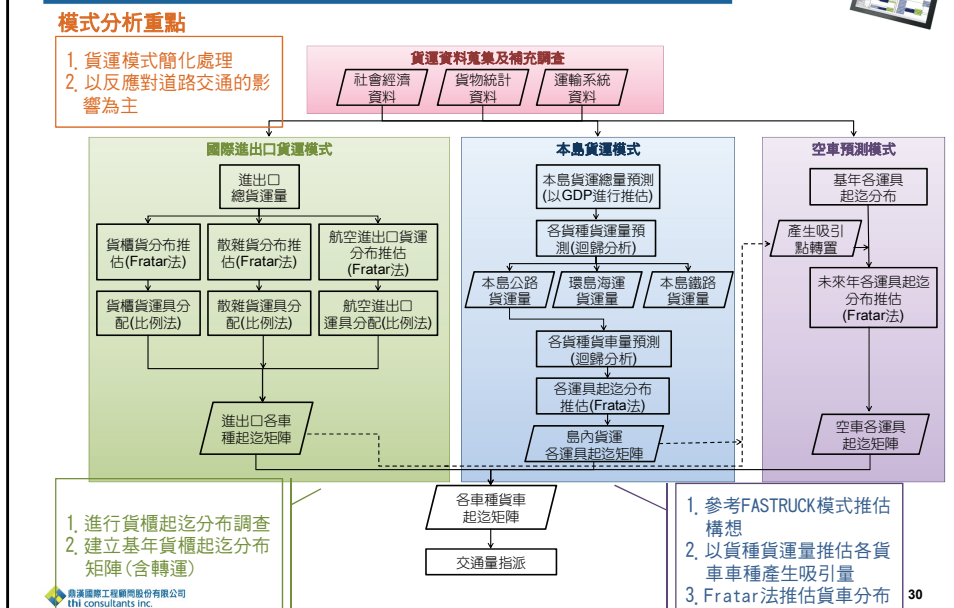 模式分析重點
1. 貨運模式簡化處理
2. 以反應對道路交通的影
響為主
貨運資料蒐集及補充調查
社會經濟
資料
貨物統計
資料
運輸系統
資料
國際進出口貨運模式
進出口
總貨運量
貨櫃貨分布推
估(Fratar法)
散雜貨分布推
估(Fratar法)
航空進出口貨運
分布推估
(Fratar法)
貨櫃貨運具分
配(比例法)
散雜貨運具分
配(比例法)
航空進出口
運具分配(比例法)
進出口各車
種起迄矩陣
本島貨運模式
本島貨運總量預測
(以GDP進行推估)
各貨種貨運量預
測(迴歸分析)
本島公路
貨運量
環島海運
貨運量
本島鐵路
貨運量
各貨種貨車量預測
(迴歸分析)
各運具起迄分布
推估(Frata法)
島內貨運
各運具起迄矩陣
空車預測模式
基年各運具
起迄分布
產生吸引
點轉置
未來年各運具起迄
分布推估
(Fratar法)
空車各運具
起迄矩陣
各車種貨車
起迄矩陣
交通量指派
1. 進行貨櫃起迄分布調查
2. 建立基年貨櫃起迄分布
矩陣(含轉運)
1. 參考FASTRUCK模式推估
構想
2. 以貨種貨運量推估各貨
車車種產生吸引量
3. Fratar法推估貨車分布
鼎漢國際工程顧問股份有限公司
thi consultants inc.
30